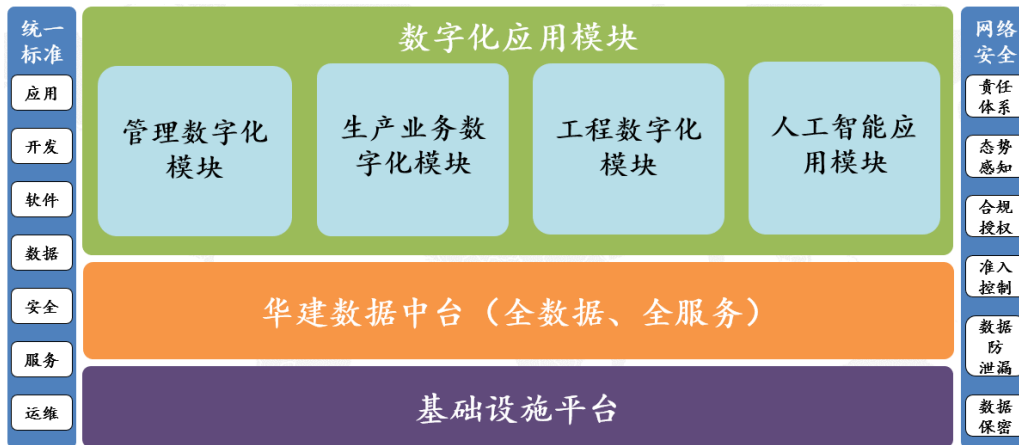 统一
标准
应用
开发
软件
数据
安全
服务
运维
数字化应用模块
管理数字化
模块
生产业务数
字化模块
工程数字化
模块
人工智能应
用模块
华建数据中台（全数据、全服务）
基础设施平台
网络
安全
责任
体系
态势
感知
合规
授权
准入
控制
数据
防
泄漏
数据
保密